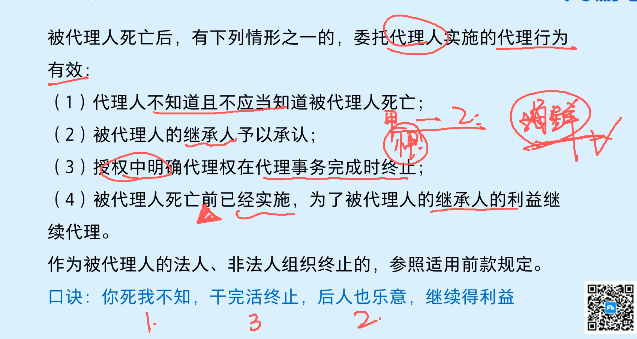 被代理人死亡后，有下列情形之一的，委托代理人实施的代理行为
有效：
（1）代理人不知道且不应当知道被代理人死亡；
（2）被代理人的继承人予以承认；
甲 → 乙：
海鲜
（3）授权中明确代理权在代理事务完成时终止；
（4）被代理人死亡前已经实施，为了被代理人的继承人的利益继
续代理。
作为被代理人的法人、非法人组织终止的，参照适用前款规定。
口诀：你死我不知，干完活终止，后人也乐意，继续得利益
1. 3 2.